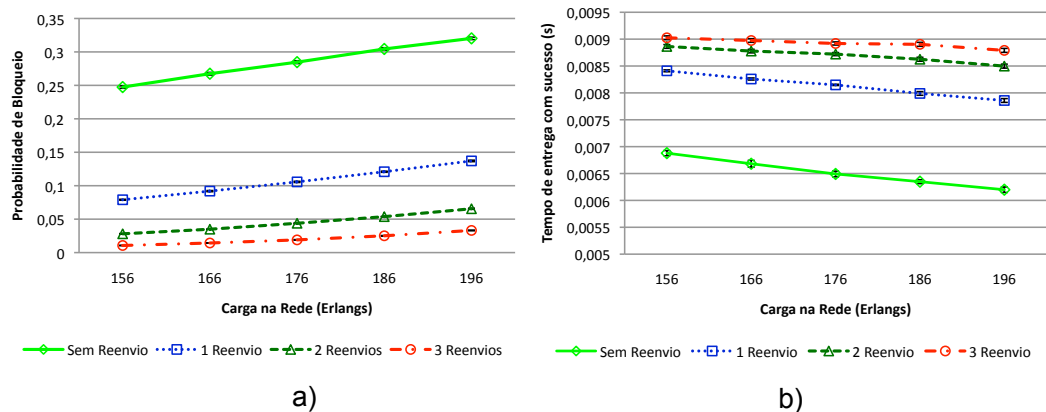 0,35
0,3
0,25
0,2
0,15
0,1
0,05
0
Probabilidade de Bloqueio
156 166 176 186 196
Carga na Rede (Erlangs)
Sem Reenvio 1 Reenvio 2 Reenvios 3 Reenvios
a)
0,0095
0,009
0,0085
0,008
0,0075
0,007
0,0065
0,006
0,0055
0,005
Tempo de entrega com sucesso (s)
156 166 176 186 196
Carga na Rede (Erlangs)
Sem Reenvio 1 Reenvio 2 Reenvios 3 Reenvio
b)